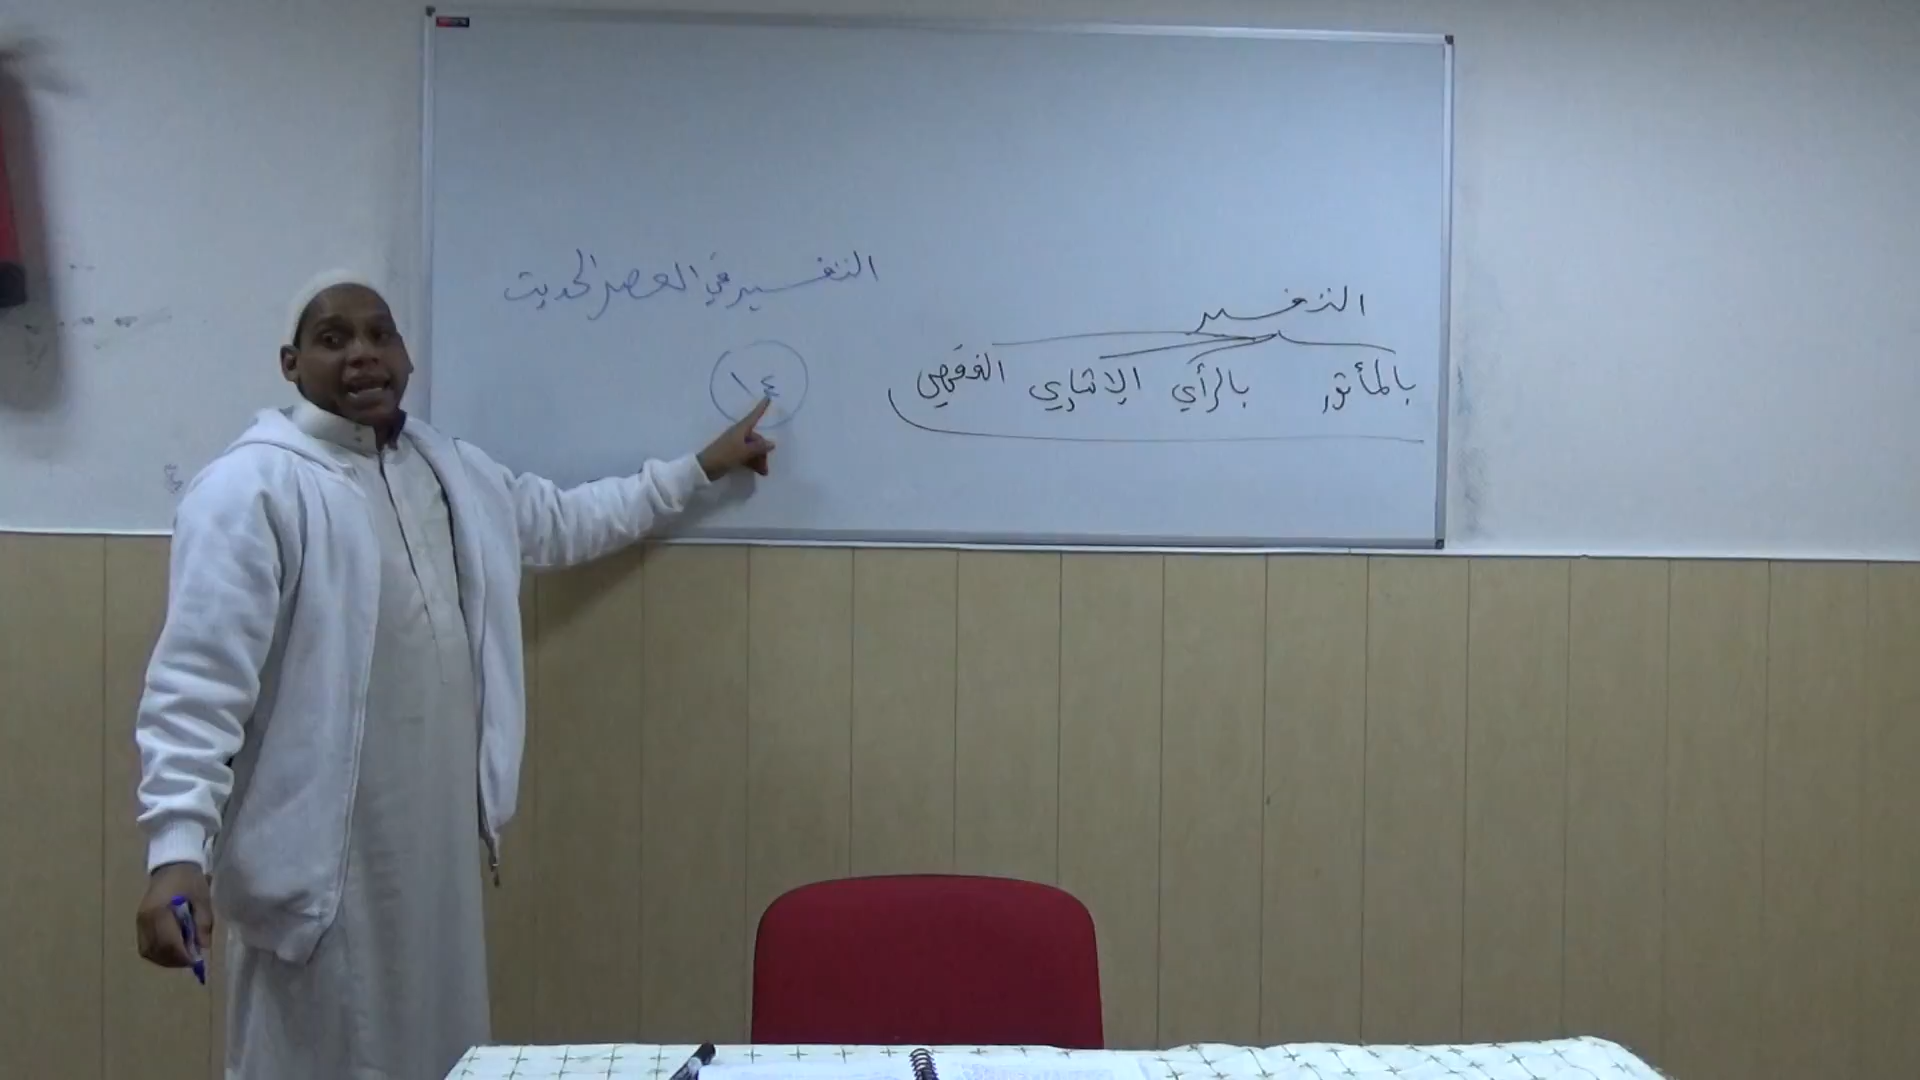 التفسير
بالمأثور بالرأي الإشاري الفقهي
التفسير في العصر الحديث
١٤